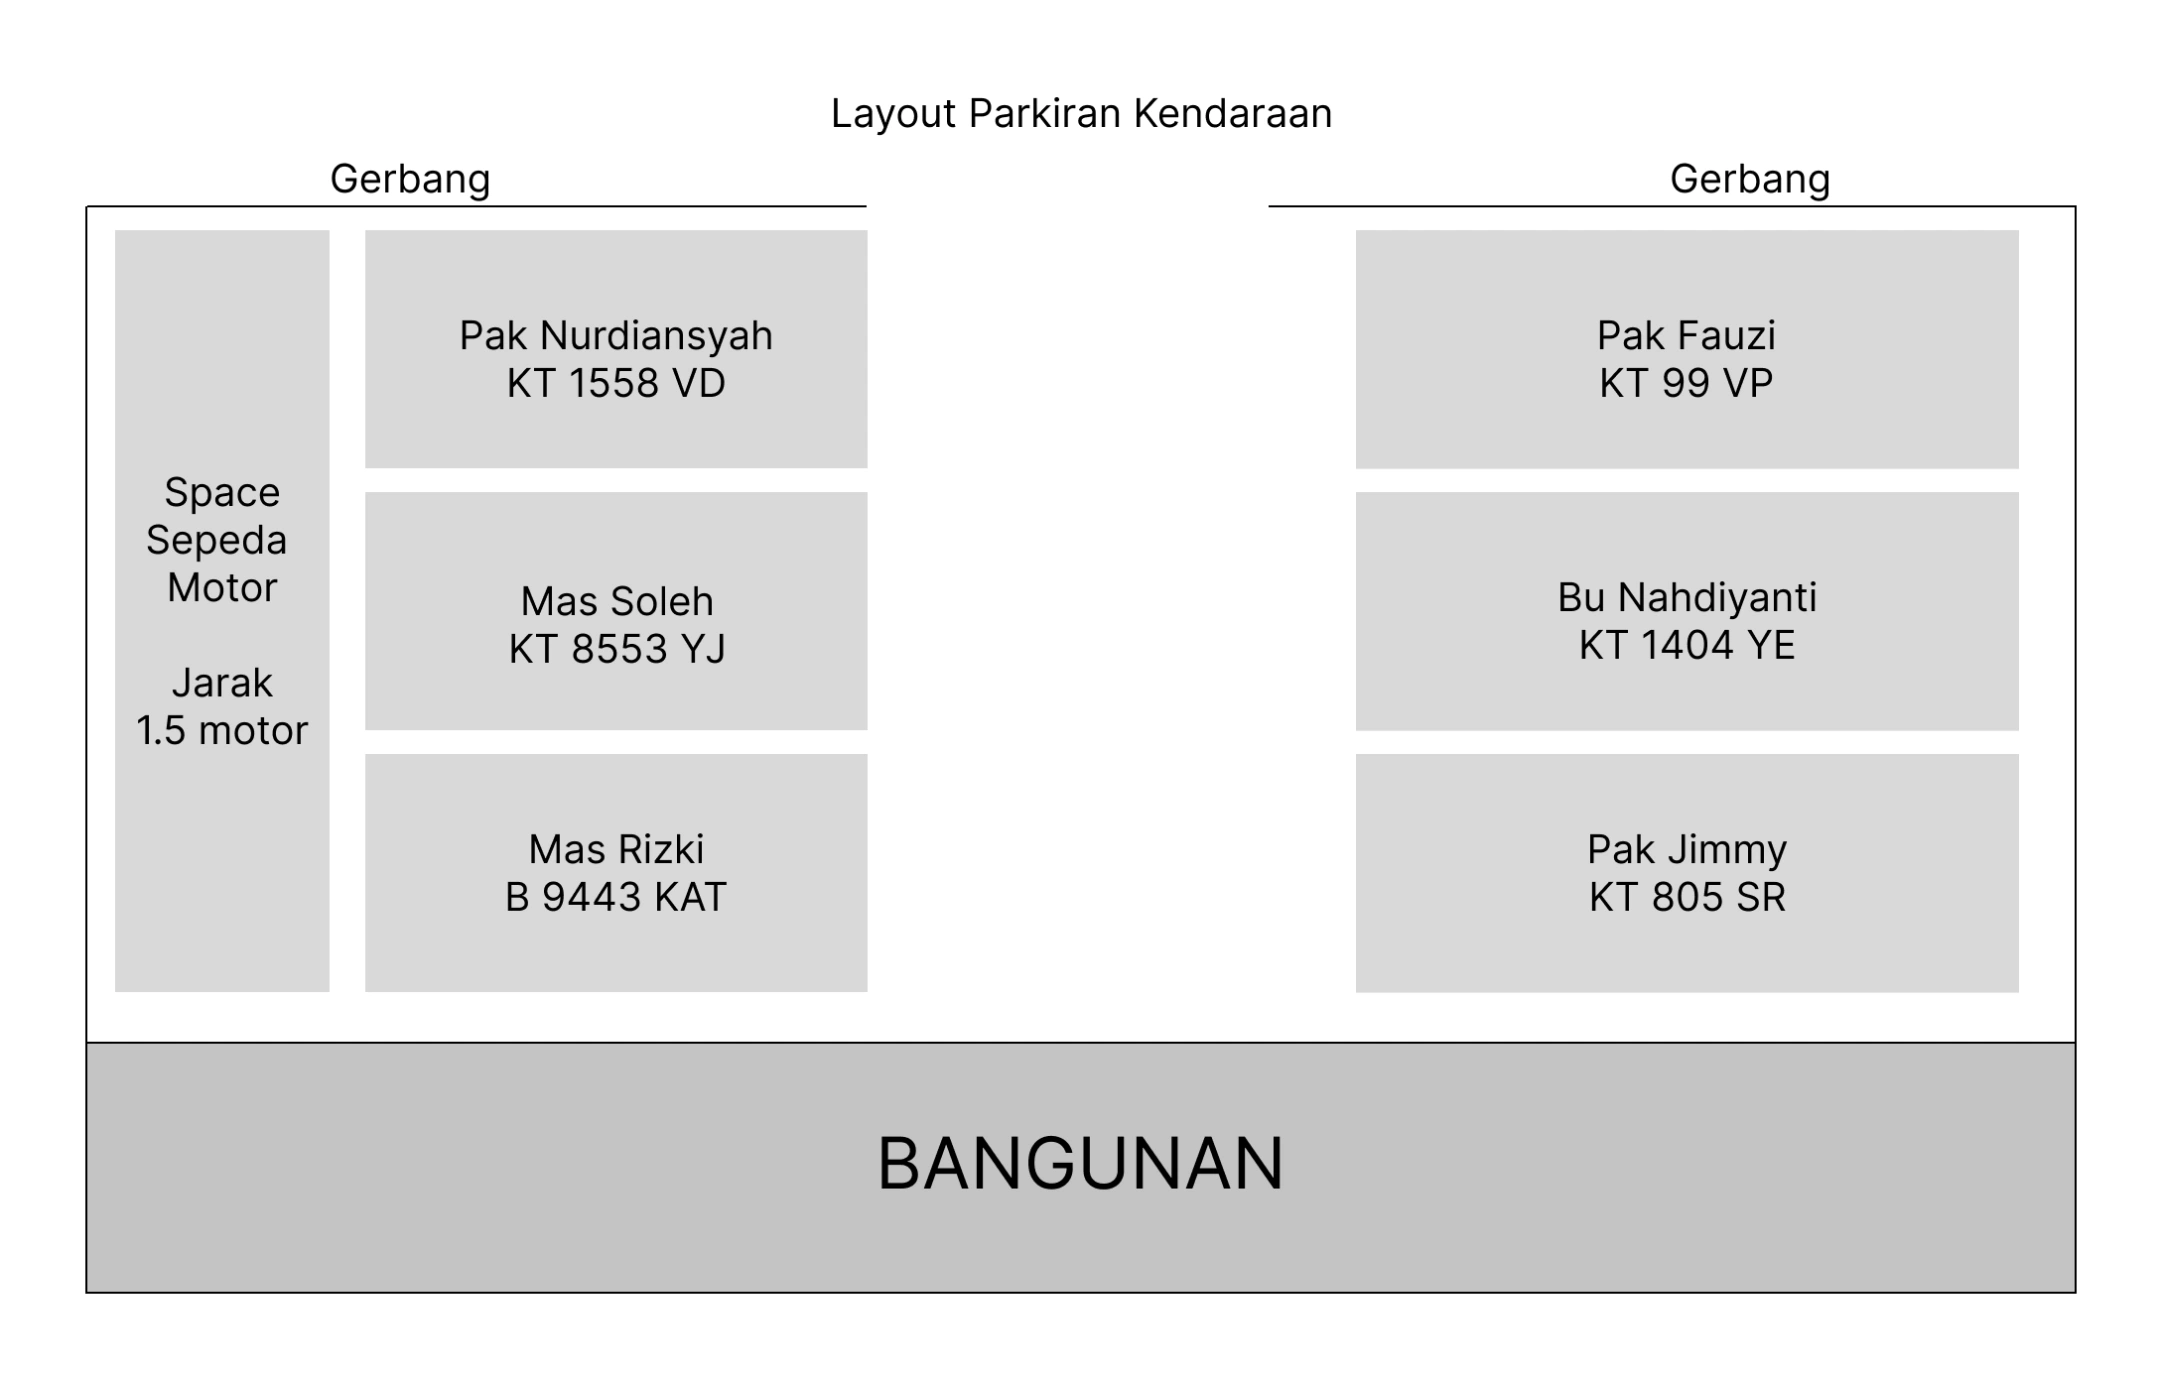 Layout Parkiran Kendaraan
Gerbang
Gerbang
Space
Sepeda
Motor
Jarak
1.5 motor
Pak Nurdiansyah
KT 1558 VD
Mas Soleh
KT 8553 YJ
Mas Rizki
B 9443 KAT
Pak Fauzi
KT 99 VP
Bu Nahdiyanti
KT 1404 YE
Pak Jimmy
KT 805 SR
BANGUNAN